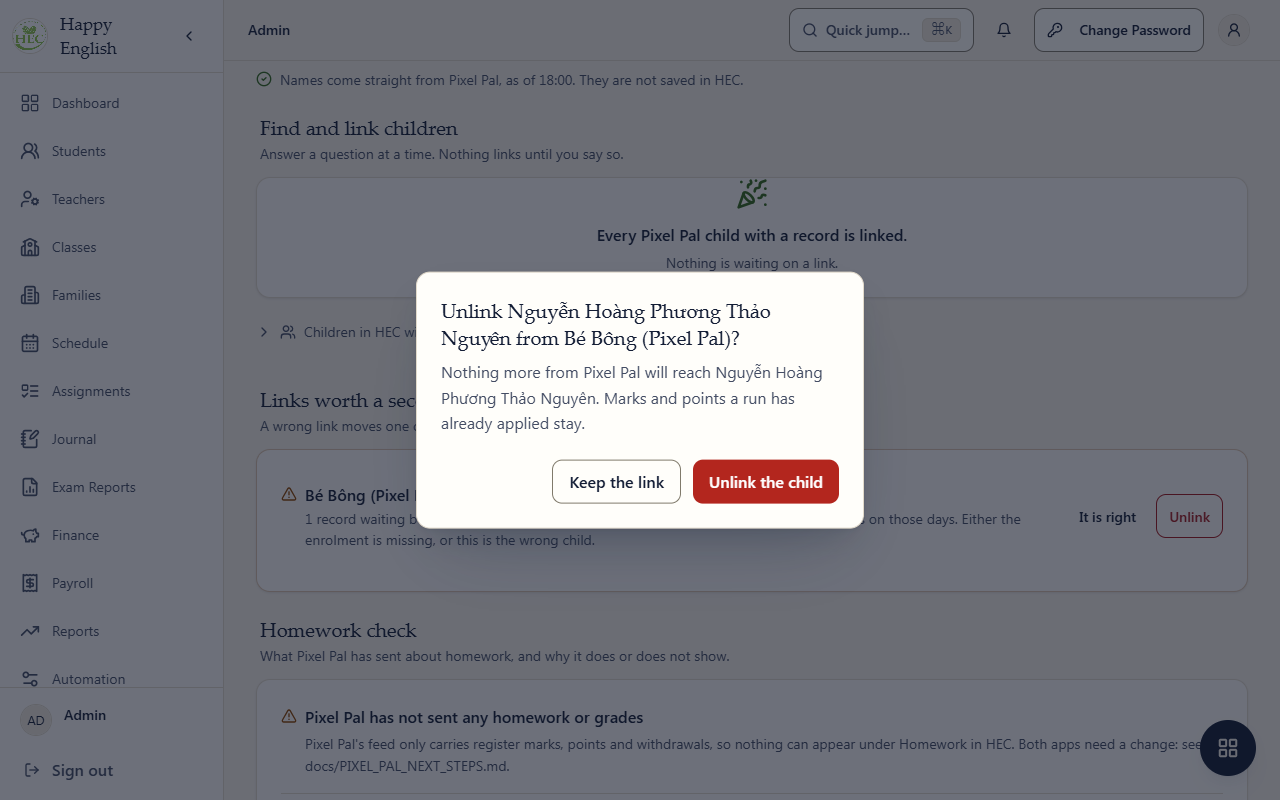 HEC
Happy
English
Admin
Quick jump...
⌘K
Change Password
Dashboard
Students
Teachers
Classes
Families
Schedule
Assignments
Journal
Exam Reports
Finance
Payroll
Reports
Automation
AD
Admin
Sign out
Names come straight from Pixel Pal, as of 18:00. They are not saved in HEC.
Find and link children
Answer a question at a time. Nothing links until you say so.
Every Pixel Pal child with a record is linked.
Nothing is waiting on a link.
Children in HEC
Links worth a
A wrong link moves one
Bé Bông (Pixel
1 record waiting
on those days. Either the
enrolment is missing, or this is the wrong child.
It is right
Unlink
Unlink Nguyễn Hoàng Phương Thảo
Nguyên from Bé Bông (Pixel Pal)?
Nothing more from Pixel Pal will reach Nguyễn Hoàng
Phương Thảo Nguyên. Marks and points a run has
already applied stay.
Keep the link
Unlink the child
Homework check
What Pixel Pal has sent about homework, and why it does or does not show.
Pixel Pal has not sent any homework or grades
Pixel Pal's feed only carries register marks, points and withdrawals, so nothing can appear under Homework in HEC. Both apps need a change: see
docs/PIXEL_PAL_NEXT_STEPS.md.